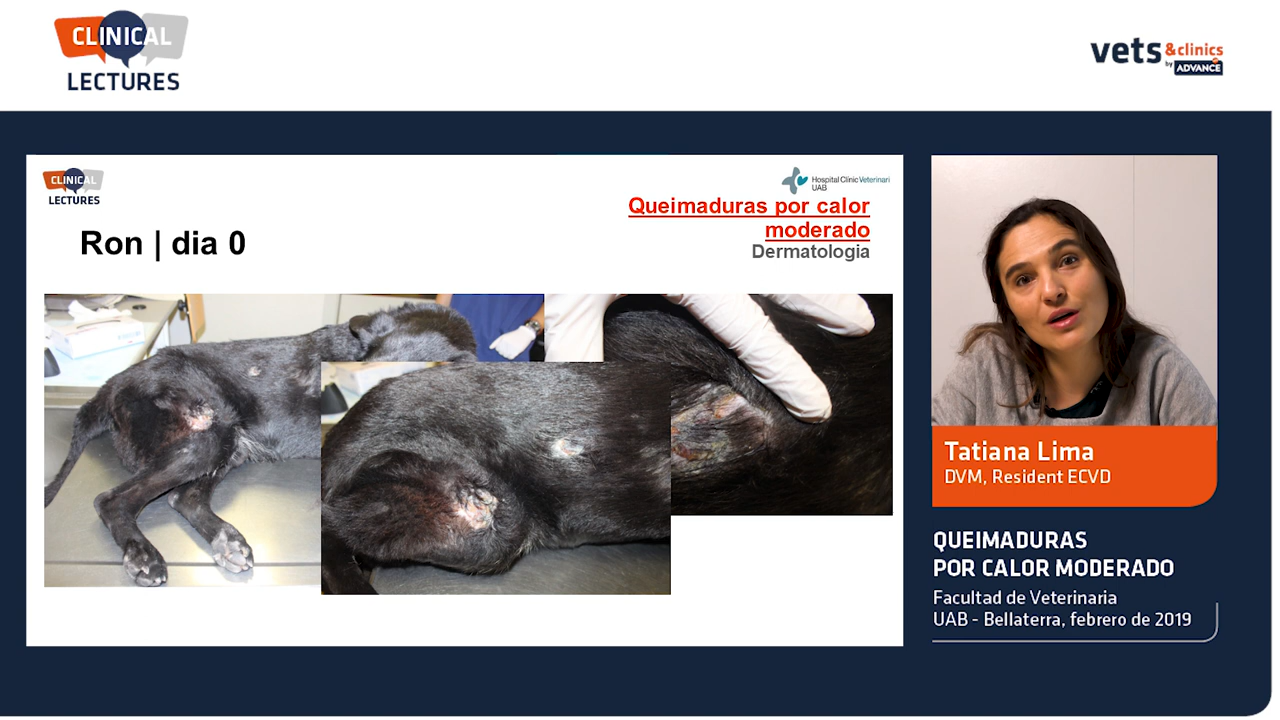 CLINICAL
LECTURES
vets &clinics
by ADVANCE
CLINICAL
LECTURES
Hospital Clínic Veterinari
UAB
Queimaduras por calor
moderado
Dermatologia
Ron | dia 0
Tatiana Lima
DVM, Resident ECVD
QUEIMADURAS
POR CALOR MODERADO
Facultad de Veterinaria
UAB - Bellaterra, febrero de 2019